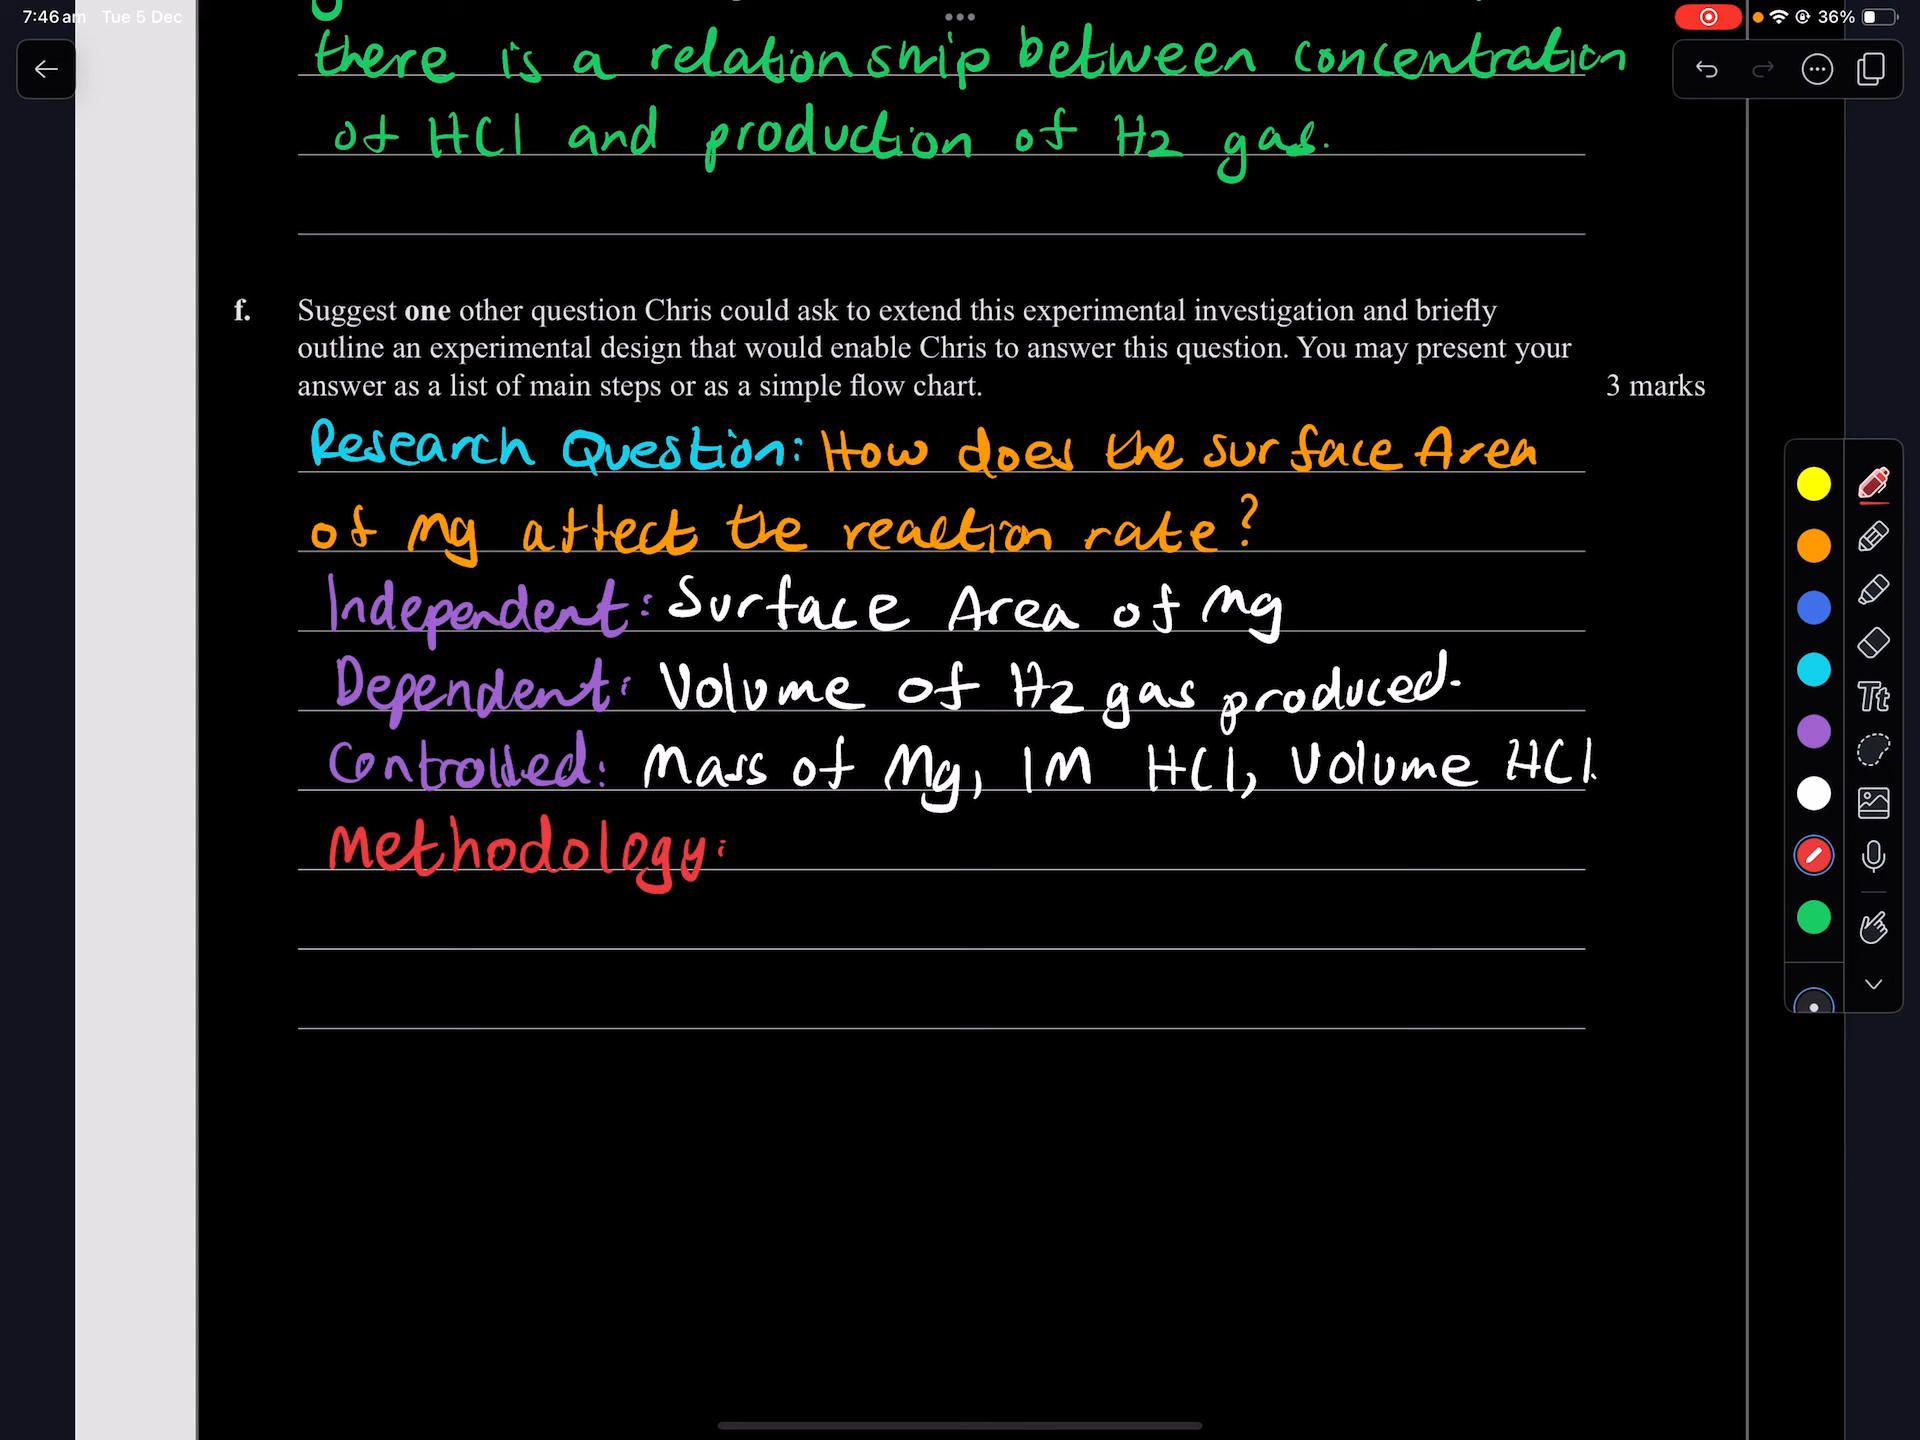 7:46 am Tue 5 Dec
36%
there is a relationship between concentration
of HCl and production of H2 gas.
f. Suggest one other question Chris could ask to extend this experimental investigation and briefly
outline an experimental design that would enable Chris to answer this question. You may present your
answer as a list of main steps or as a simple flow chart. 3 marks
Research Question: How does the surface Area
of Mg affect the reaction rate?
Independent: Surface Area of Mg
Dependent: Volume of H2 gas produced.
Controlled: Mass of Mg, 1M HCl, Volume HCl.
Methodology:
Tt